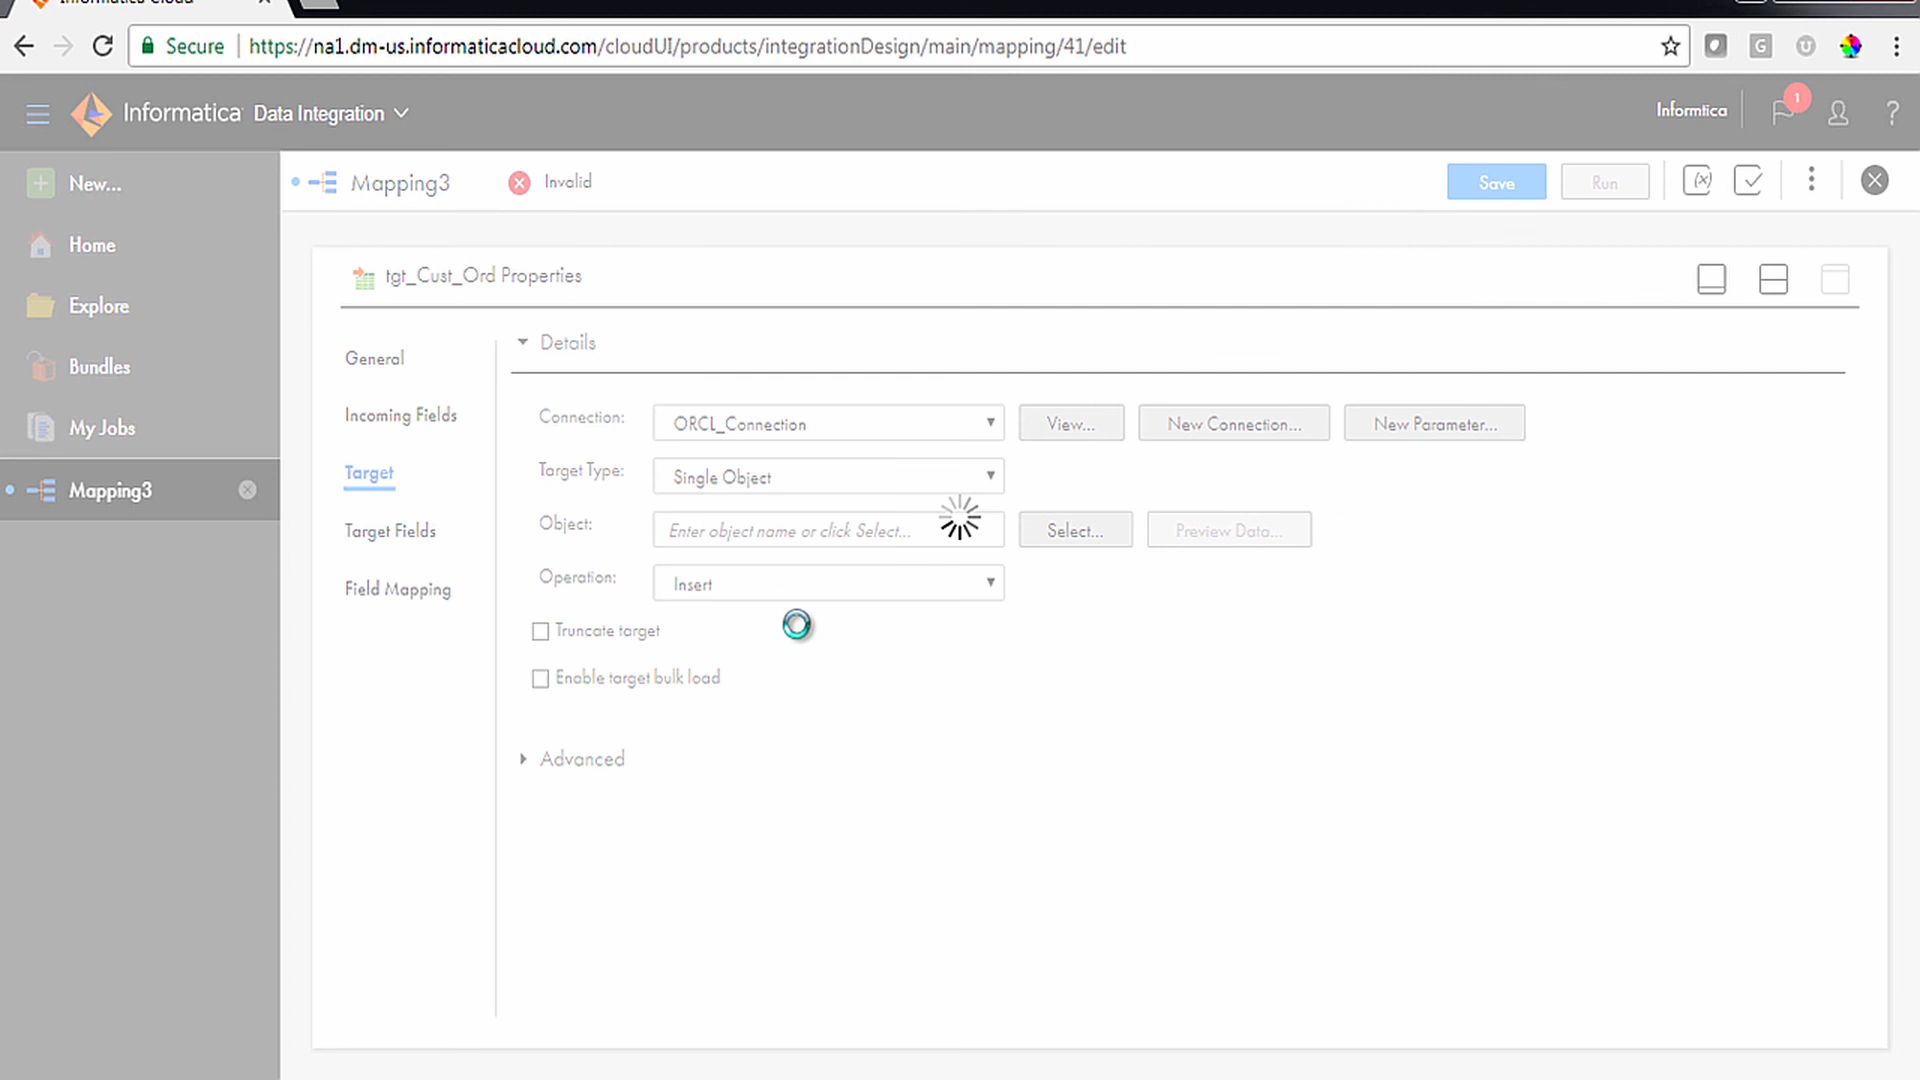 Informatica Cloud
Secure https://na1.dm-us.informaticacloud.com/cloudUI/products/integrationDesign/main/mapping/41/edit
Informatica Data Integration
Informtica
1
?
New...
Mapping3
Invalid
Save
Run
(x)
Home
Explore
Bundles
My Jobs
Mapping3
tgt_Cust_Ord Properties
General
Incoming Fields
Target
Target Fields
Field Mapping
Details
Connection: ORCL_Connection View... New Connection... New Parameter...
Target Type: Single Object
Object: Enter object name or click Select... Select... Preview Data...
Operation: Insert
Truncate target
Enable target bulk load
Advanced